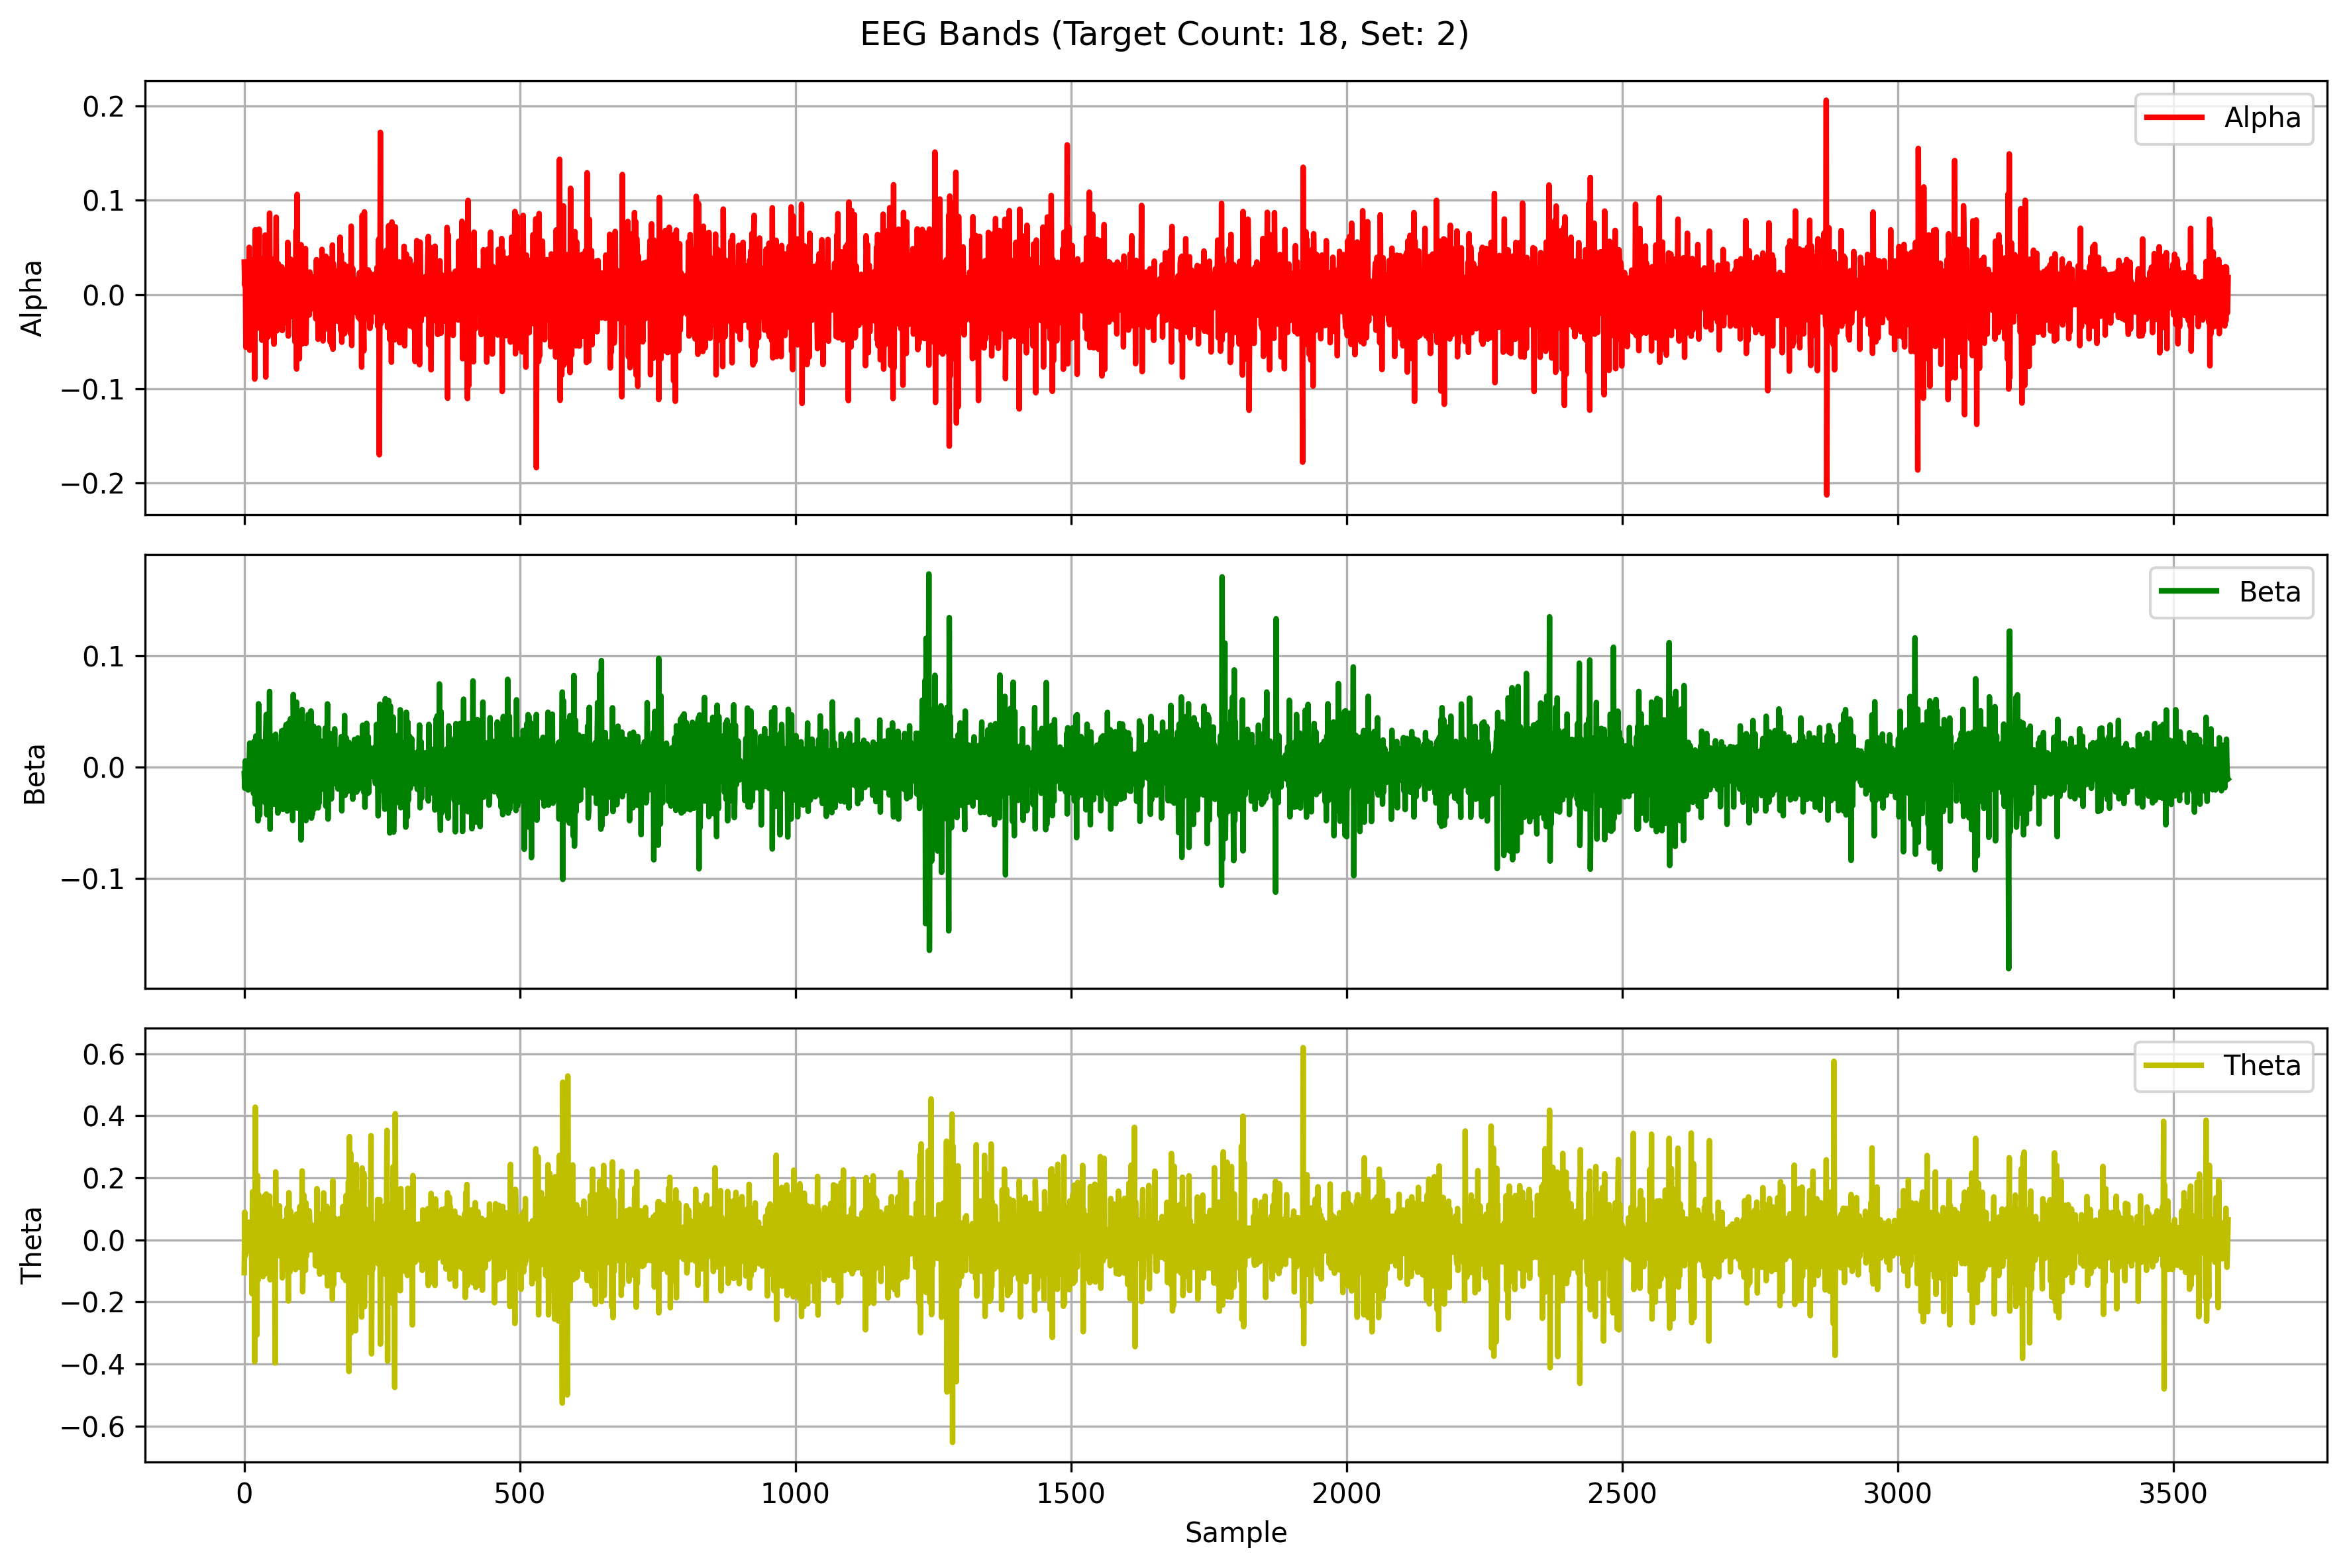 EEG Bands (Target Count: 18, Set: 2)
0.2
0.1
0.0
−0.1
−0.2
Alpha
Alpha
0.1
0.0
−0.1
Beta
Beta
0.6
0.4
0.2
0.0
−0.2
−0.4
−0.6
Theta
Theta
0 500 1000 1500 2000 2500 3000 3500
Sample